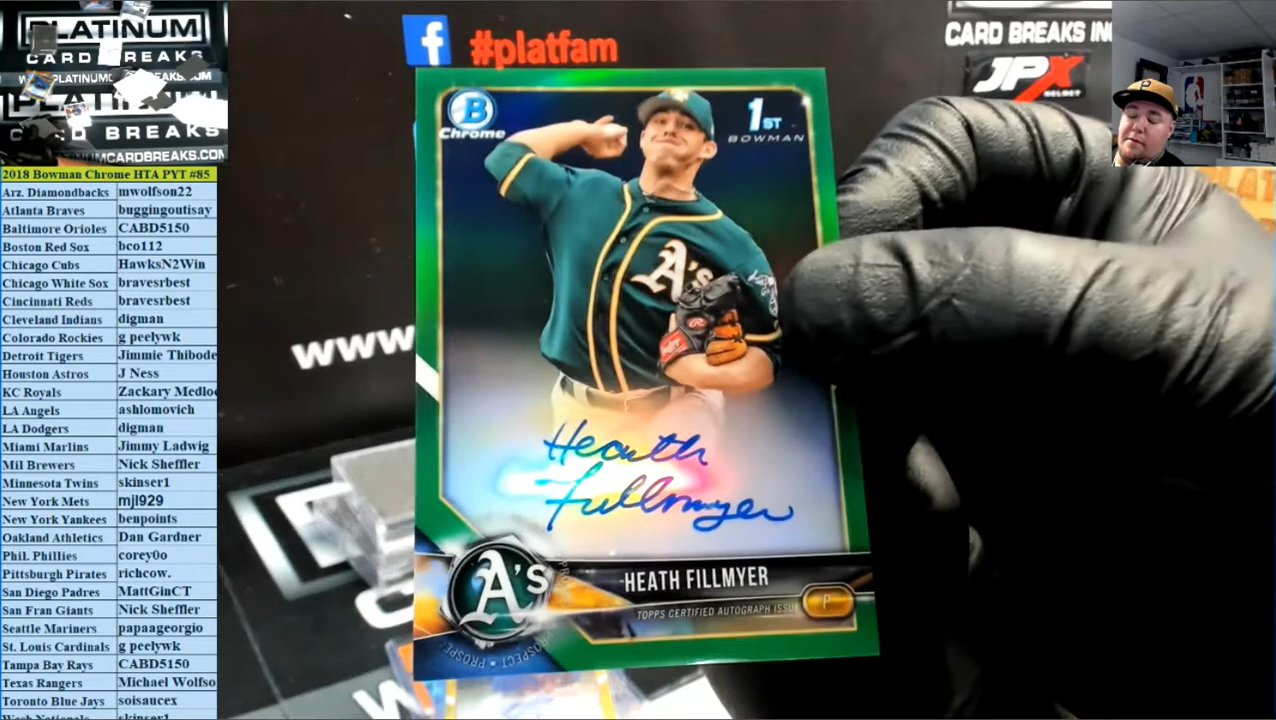 PLATINUM
CARD BREAKS
CARD BREAKS
2018 Bowman Chrome HTA PYT #85
Arz. Diamondbacks mwolfson22
Atlanta Braves buggingoutisay
Baltimore Orioles CABD5150
Boston Red Sox bco112
Chicago Cubs HawksN2Win
Chicago White Sox bravesrbest
Cincinnati Reds bravesrbest
Cleveland Indians digman
Colorado Rockies g peelywk
Detroit Tigers Jimmie Thibode
Houston Astros J Ness
KC Royals Zackary Medlo
LA Angels ashlomovich
LA Dodgers digman
Miami Marlins Jimmy Ladwig
Mil Brewers Nick Sheffler
Minnesota Twins skinser1
New York Mets mjl929
New York Yankees benpoints
Oakland Athletics Dan Gardner
Phil. Phillies corey0o
Pittsburgh Pirates richcow.
San Diego Padres MattGinCT
San Fran Giants Nick Sheffler
Seattle Mariners papaageorgio
St. Louis Cardinals g peelywk
Tampa Bay Rays CABD5150
Texas Rangers Michael Wolfso
Toronto Blue Jays soisaucex
f #platfam
CARD BREAKS IN
JPX
www
B
Chrome
1ST
BOWMAN
A's
Heath
Fillmyer
A's
HEATH FILLMYER
TOPPS CERTIFIED AUTOGRAPH ISSU
P
PROSPECT